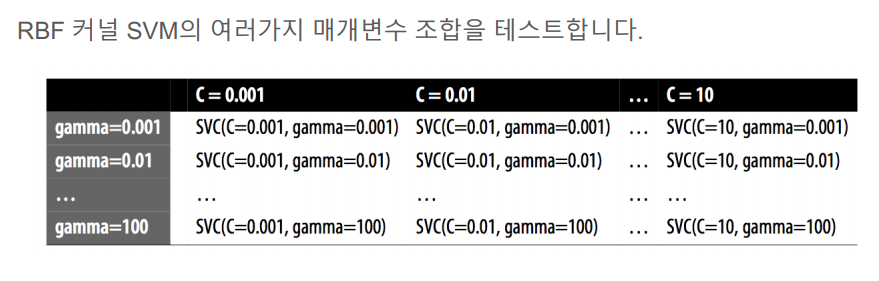 RBF 커널 SVM의 여러가지 매개변수 조합을 테스트합니다.
C = 0.001 C = 0.01 … C = 10
gamma=0.001 SVC(C=0.001, gamma=0.001) SVC(C=0.01, gamma=0.001) … SVC(C=10, gamma=0.001)
gamma=0.01 SVC(C=0.001, gamma=0.01) SVC(C=0.01, gamma=0.01) … SVC(C=10, gamma=0.01)
… … … … …
gamma=100 SVC(C=0.001, gamma=100) SVC(C=0.01, gamma=100) … SVC(C=10, gamma=100)